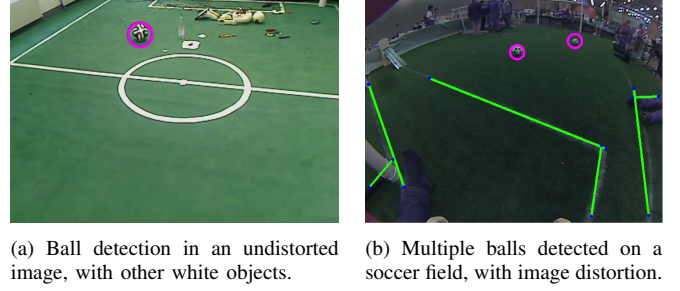 (a) Ball detection in an undistorted
image, with other white objects.
(b) Multiple balls detected on a
soccer field, with image distortion.